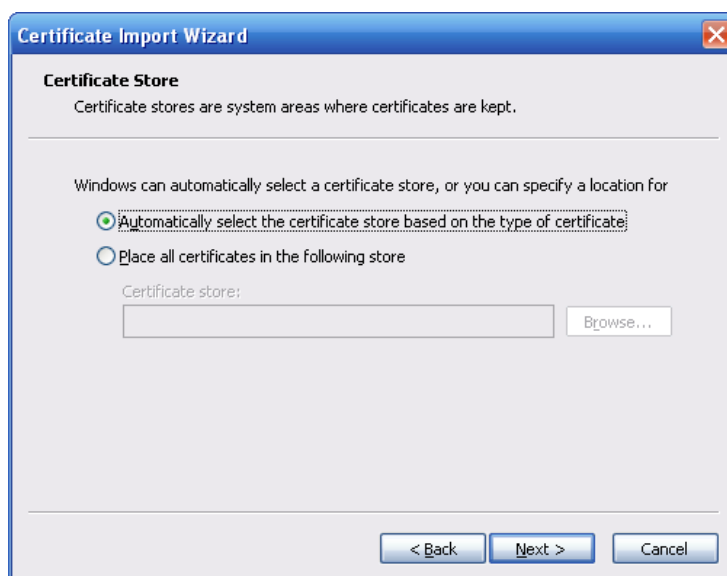 Certificate Import Wizard
Certificate Store
Certificate stores are system areas where certificates are kept.
Windows can automatically select a certificate store, or you can specify a location for
Automatically select the certificate store based on the type of certificate
Place all certificates in the following store
Certificate store:
Browse...
< Back Next > Cancel